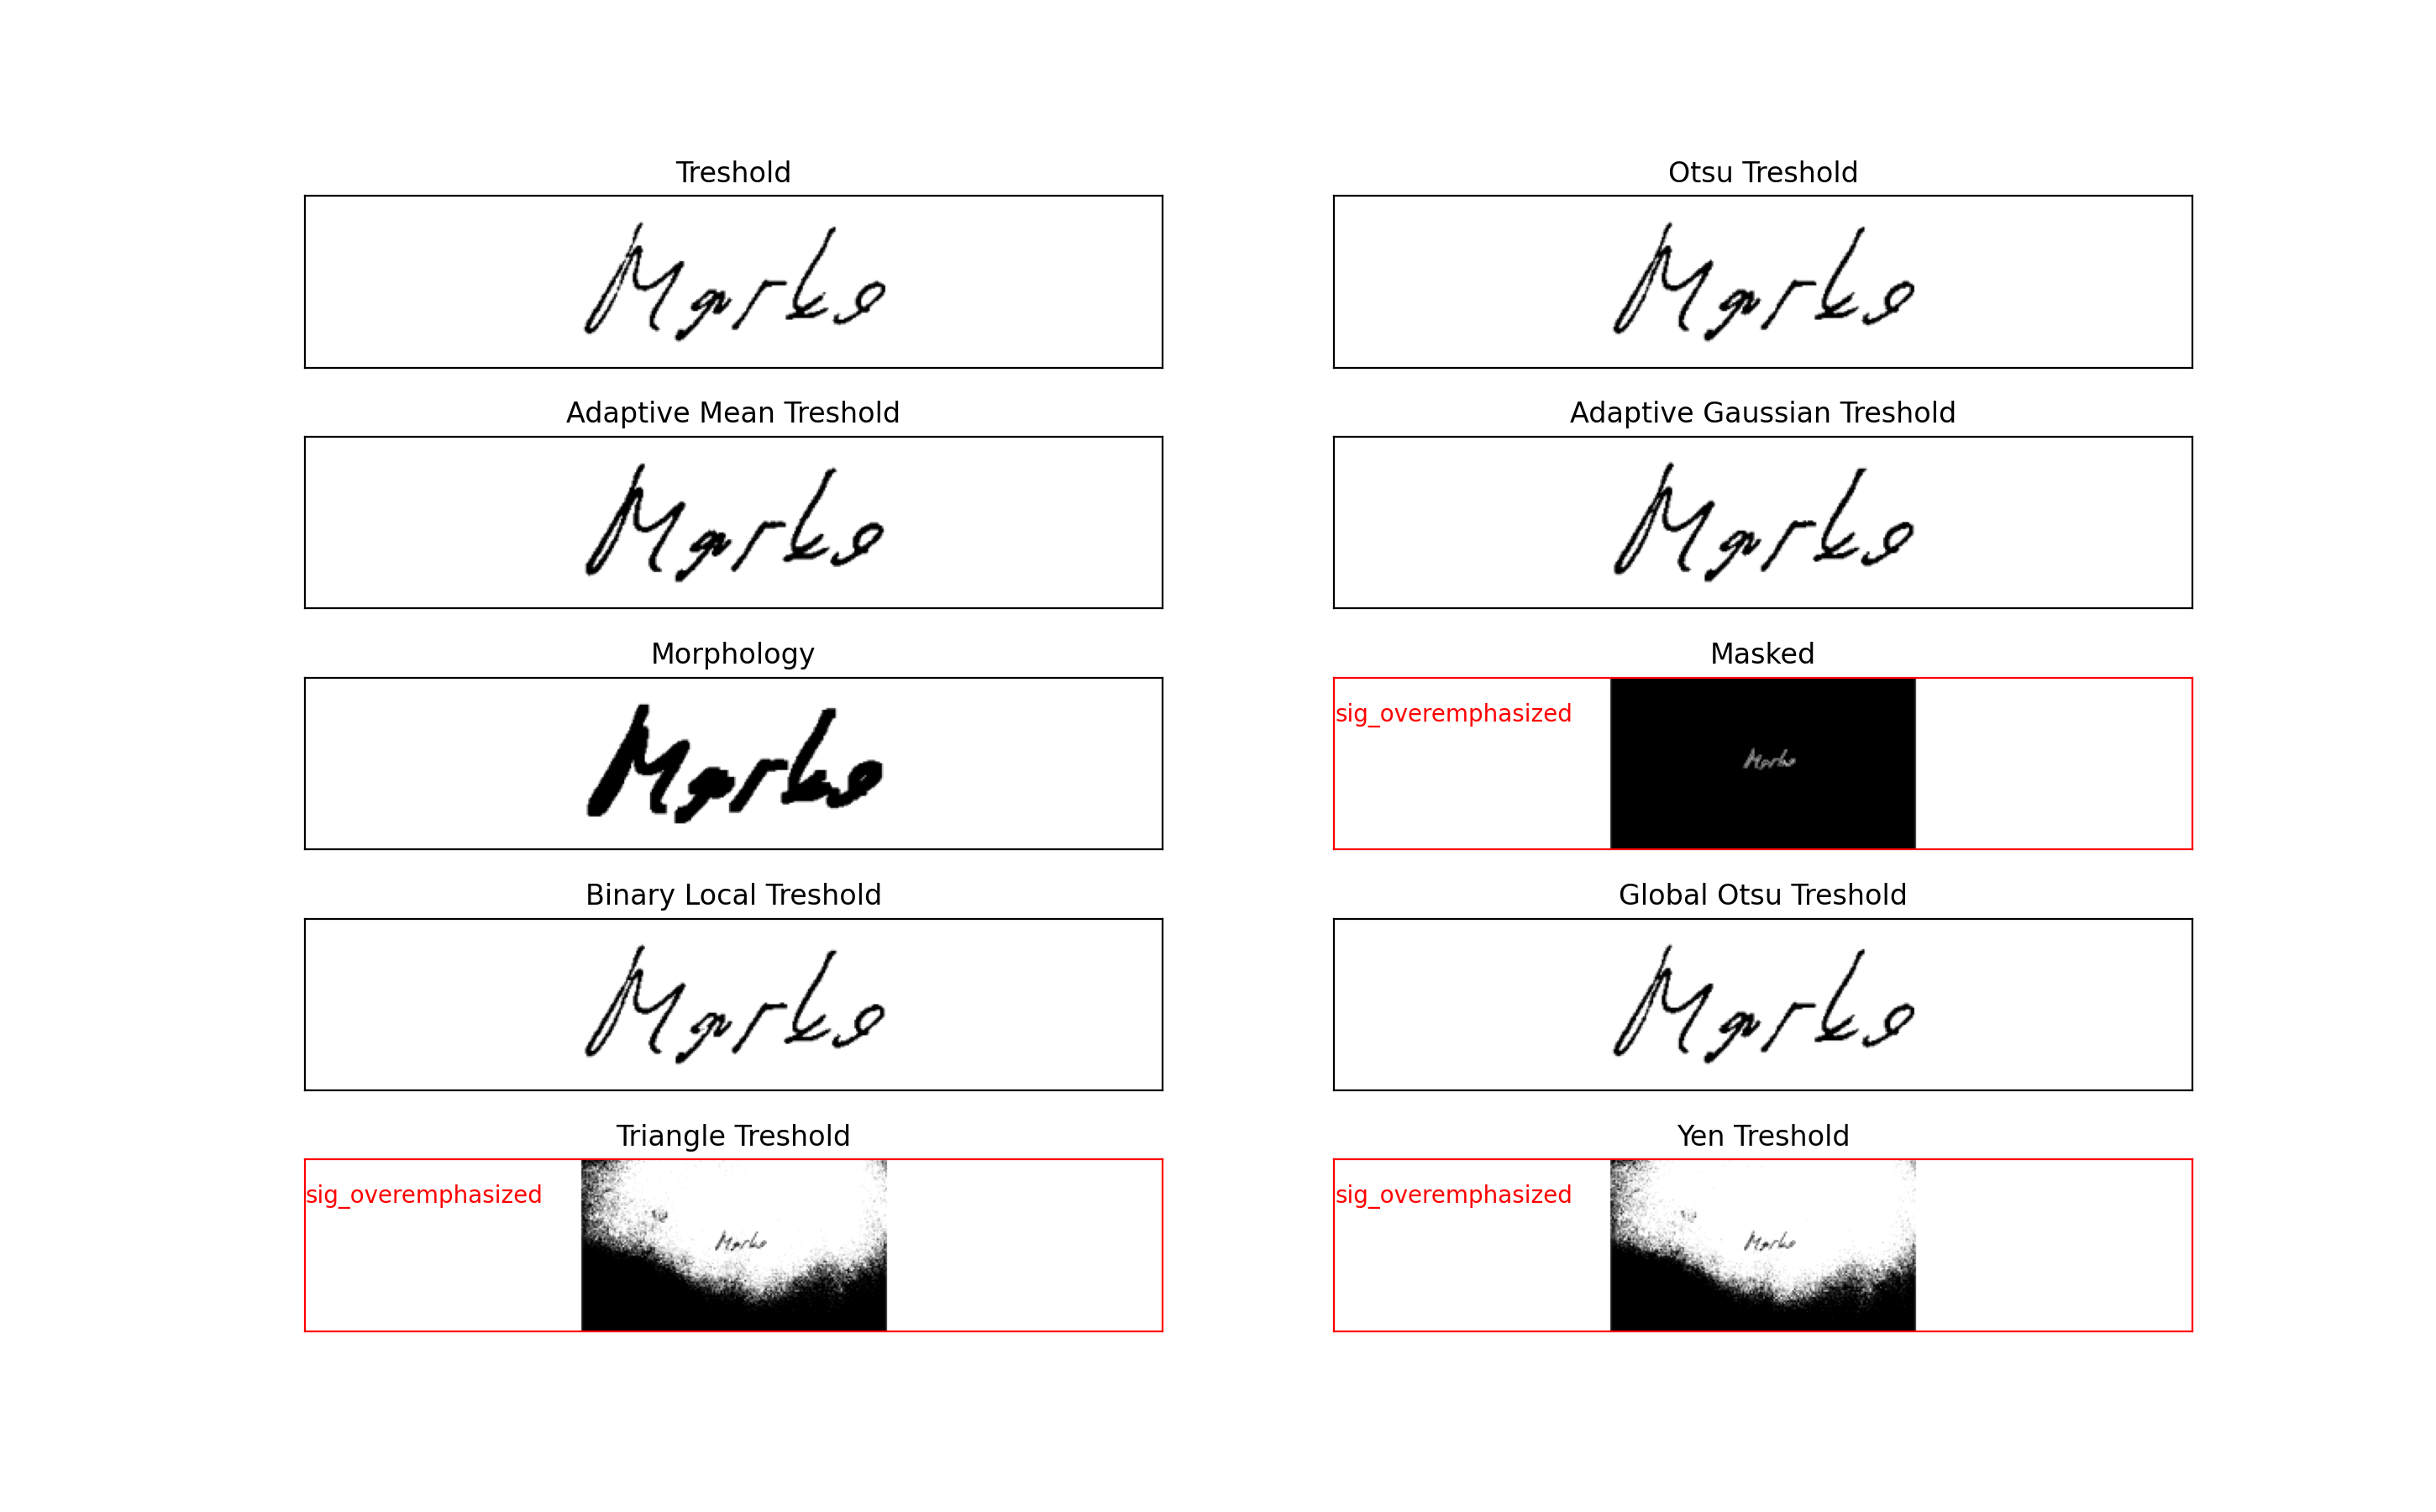 Treshold
Marko
Otsu Treshold
Marko
Adaptive Mean Treshold
Marko
Adaptive Gaussian Treshold
Marko
Morphology
Marko
Masked
sig_overemphasized
Marko
Binary Local Treshold
Marko
Global Otsu Treshold
Marko
Triangle Treshold
sig_overemphasized
Marko
Yen Treshold
sig_overemphasized
Marko